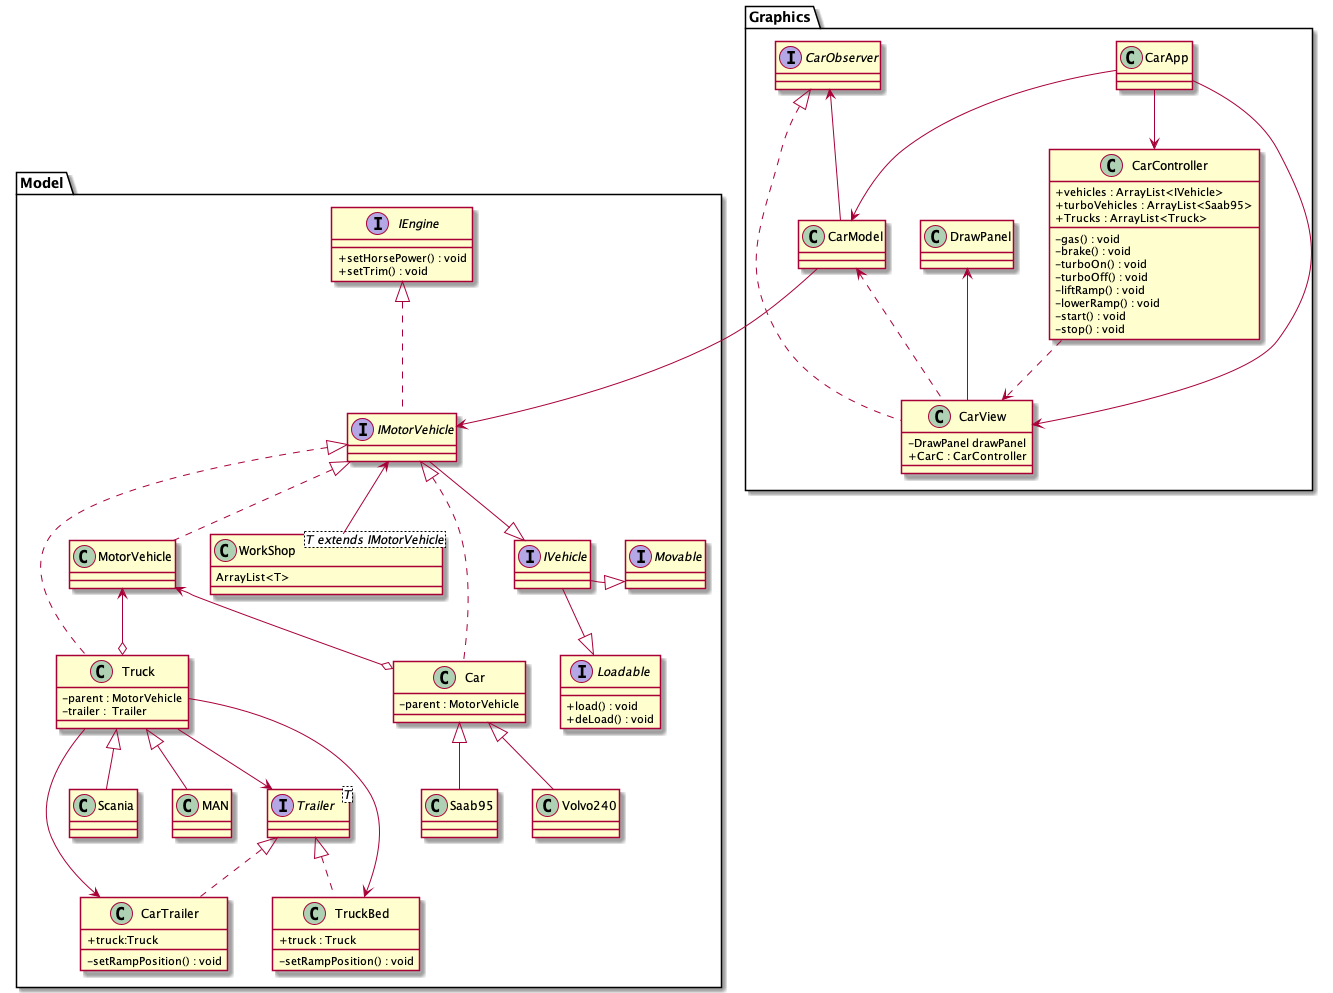 Graphics
I CarObserver
C CarApp
C CarController
+vehicles : ArrayList<IVehicle>
+turboVehicles : ArrayList<Saab95>
+Trucks : ArrayList<Truck>
-gas() : void
-brake() : void
-turboOn() : void
-turboOff() : void
-liftRamp() : void
-lowerRamp() : void
-start() : void
-stop() : void
C CarModel
C DrawPanel
C CarView
-DrawPanel drawPanel
+CarC : CarController
Model
I IEngine
+setHorsePower() : void
+setTrim() : void
I IMotorVehicle
C MotorVehicle
C WorkShop
T extends IMotorVehicle
ArrayList<T>
I IVehicle
I Movable
C Truck
-parent : MotorVehicle
-trailer : Trailer
C Car
-parent : MotorVehicle
I Loadable
+load() : void
+deLoad() : void
C Scania
C MAN
I Trailer
T
C Saab95
C Volvo240
C CarTrailer
+truck:Truck
-setRampPosition() : void
C TruckBed
+truck : Truck
-setRampPosition() : void